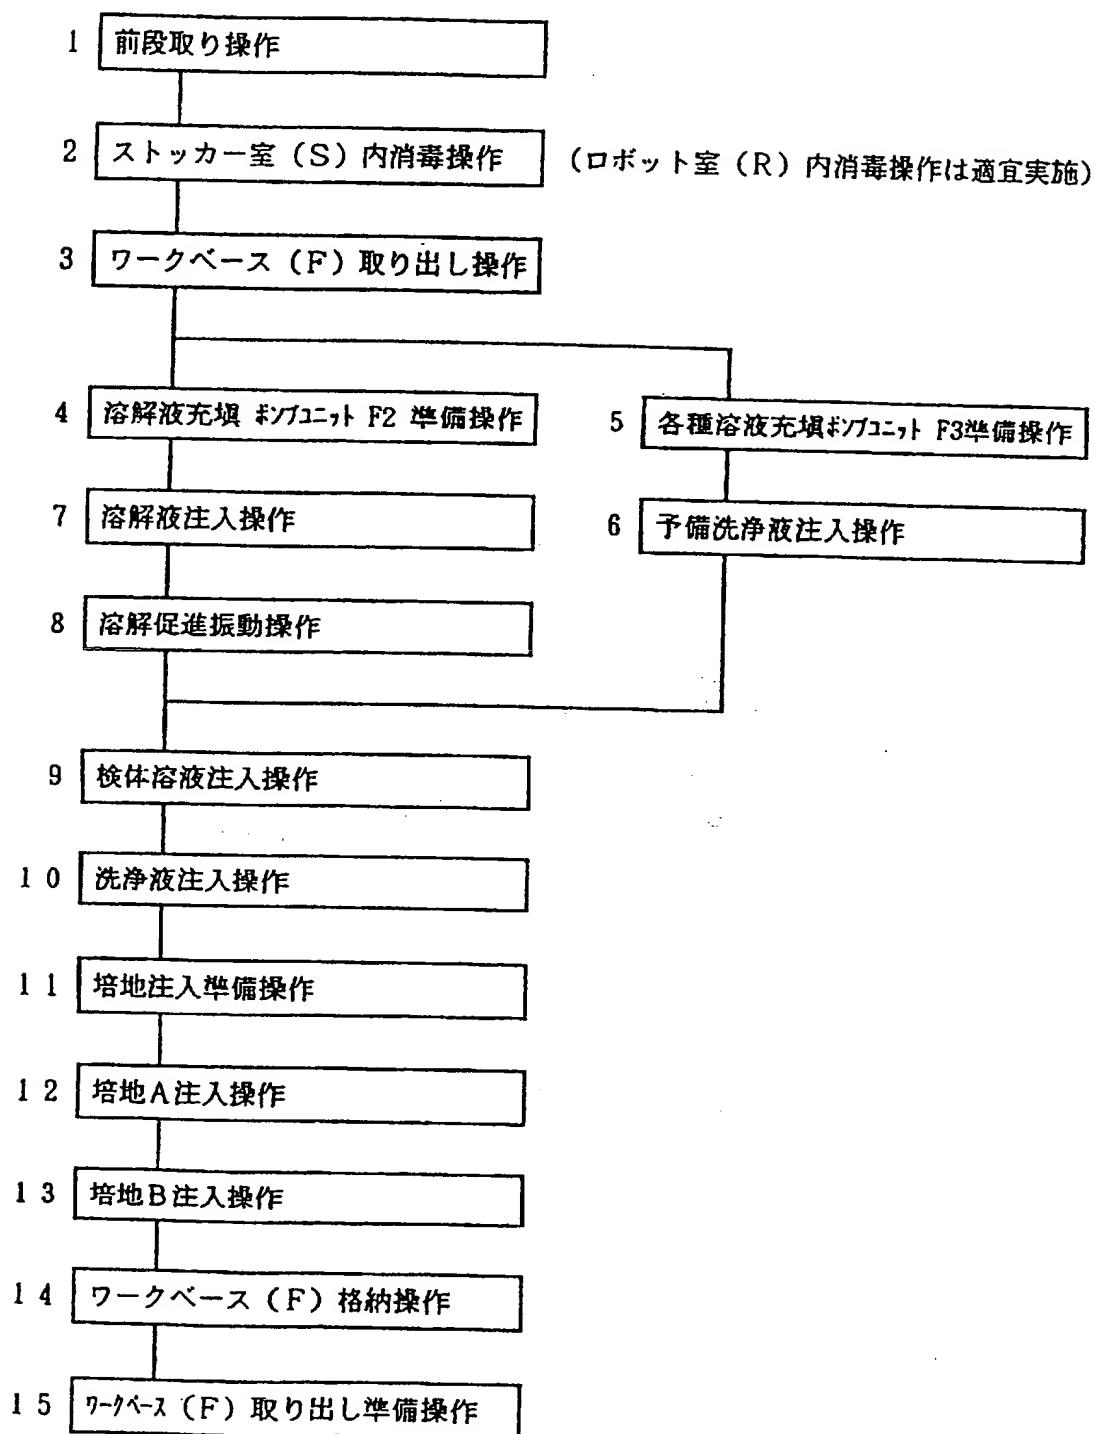 1 前段取り操作
2 ストッカー室（S）内消毒操作 （ロボット室（R）内消毒操作は適宜実施）
3 ワークベース（F）取り出し操作
4 溶解液充填 ポンプユニット F2 準備操作
5 各種溶液充填ポンプユニット F3準備操作
7 溶解液注入操作
6 予備洗浄液注入操作
8 溶解促進振動操作
9 検体溶液注入操作
10 洗浄液注入操作
11 培地注入準備操作
12 培地A注入操作
13 培地B注入操作
14 ワークベース（F）格納操作
15 ワークベース（F）取り出し準備操作